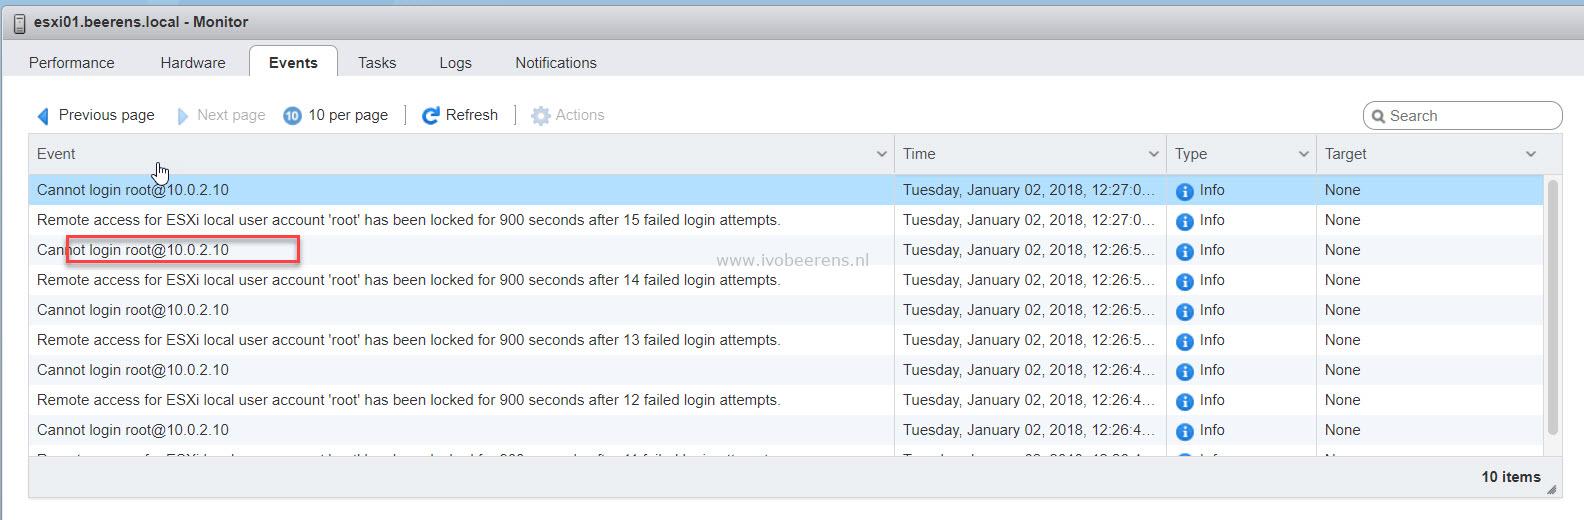 esxi01.beerens.local - Monitor
Performance Hardware Events Tasks Logs Notifications
Previous page Next page 10 10 per page Refresh Actions Search
Event Time Type Target
Cannot login root@10.0.2.10 Tuesday, January 02, 2018, 12:27:0... Info None
Remote access for ESXi local user account 'root' has been locked for 900 seconds after 15 failed login attempts. Tuesday, January 02, 2018, 12:27:0... Info None
Cannot login root@10.0.2.10 Tuesday, January 02, 2018, 12:26:5... Info None
www.ivobeerens.nl
Remote access for ESXi local user account 'root' has been locked for 900 seconds after 14 failed login attempts. Tuesday, January 02, 2018, 12:26:5... Info None
Cannot login root@10.0.2.10 Tuesday, January 02, 2018, 12:26:5... Info None
Remote access for ESXi local user account 'root' has been locked for 900 seconds after 13 failed login attempts. Tuesday, January 02, 2018, 12:26:5... Info None
Cannot login root@10.0.2.10 Tuesday, January 02, 2018, 12:26:4... Info None
Remote access for ESXi local user account 'root' has been locked for 900 seconds after 12 failed login attempts. Tuesday, January 02, 2018, 12:26:4... Info None
Cannot login root@10.0.2.10 Tuesday, January 02, 2018, 12:26:4... Info None
10 items